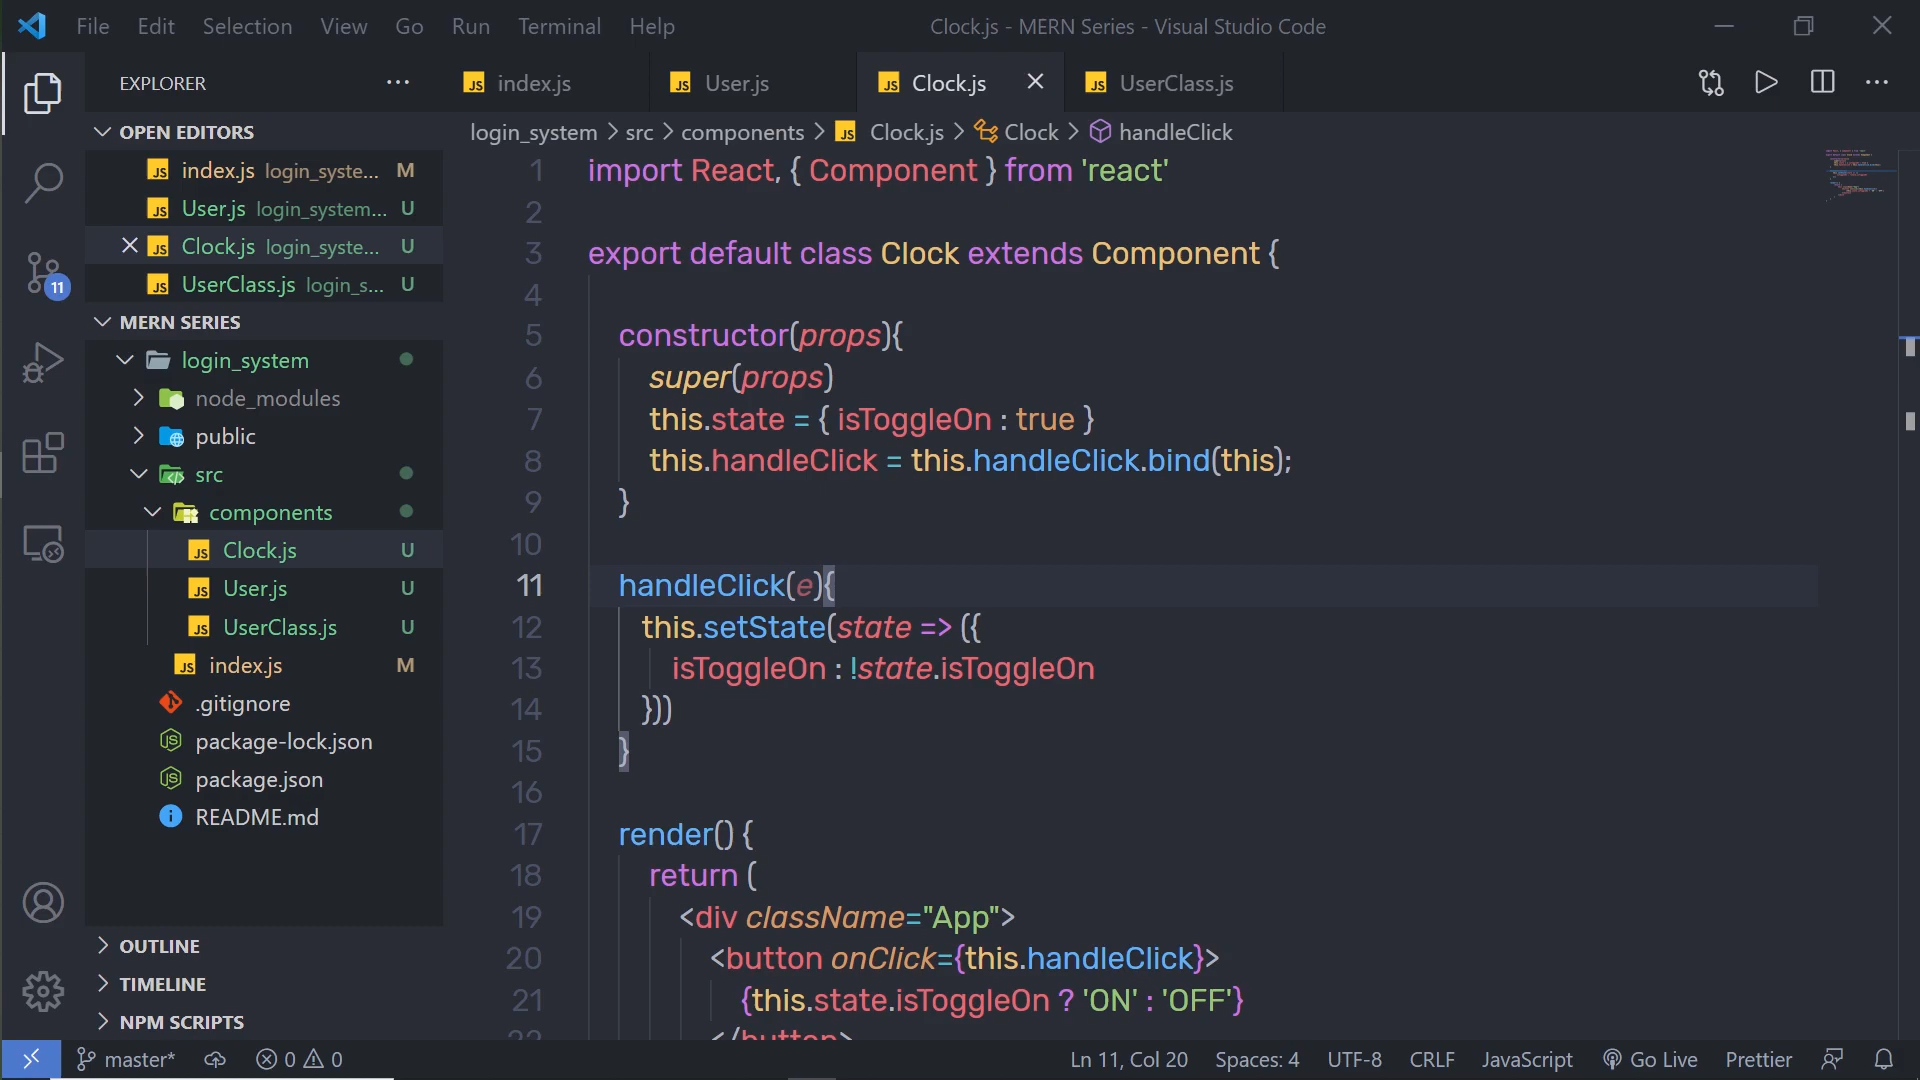 File Edit Selection View Go Run Terminal Help Clock.js - MERN Series - Visual Studio Code
EXPLORER
index.js User.js Clock.js UserClass.js
OPEN EDITORS
index.js login_syste... M
User.js login_system... U
Clock.js login_syste... U
UserClass.js login_s... U
11
MERN SERIES
login_system
node_modules
public
src
components
Clock.js U
User.js U
UserClass.js U
index.js M
.gitignore
package-lock.json
package.json
README.md
OUTLINE
TIMELINE
NPM SCRIPTS
login_system > src > components > Clock.js > Clock > handleClick
1 import React, { Component } from 'react'
2
3 export default class Clock extends Component {
4
5 constructor(props){
6 super(props)
7 this.state = { isToggleOn : true }
8 this.handleClick = this.handleClick.bind(this);
9 }
10
11 handleClick(e){
12 this.setState(state => ({
13 isToggleOn : !state.isToggleOn
14 }))
15 }
16
17 render() {
18 return (
19 <div className="App">
20 <button onClick={this.handleClick}>
21 {this.state.isToggleOn ? 'ON' : 'OFF'}
22 </button>
master* 0 0 Ln 11, Col 20 Spaces: 4 UTF-8 CRLF JavaScript Go Live Prettier